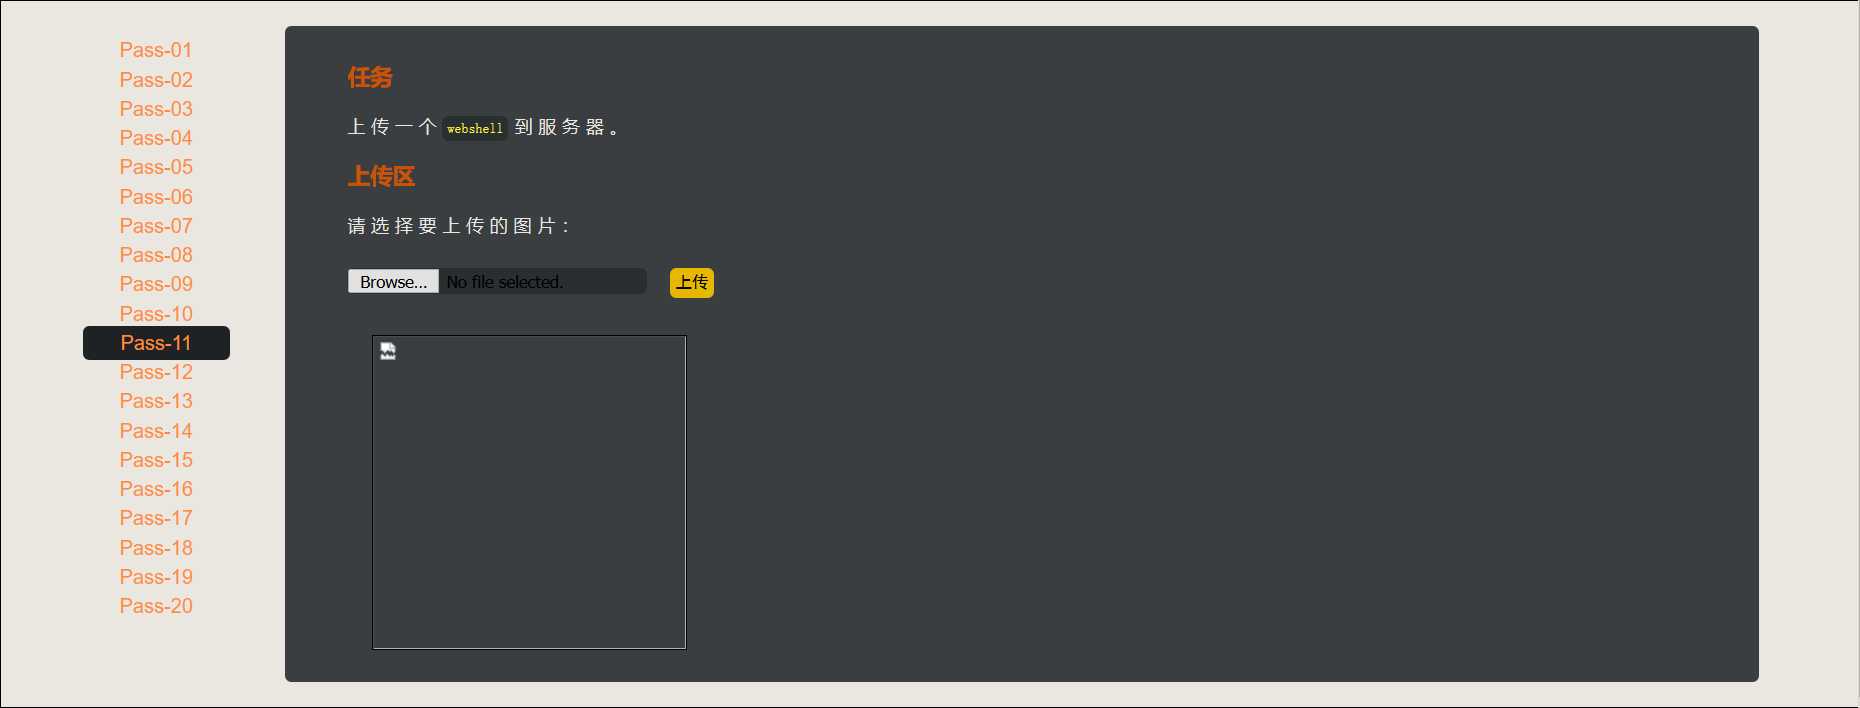 Pass-01
Pass-02
Pass-03
Pass-04
Pass-05
Pass-06
Pass-07
Pass-08
Pass-09
Pass-10
Pass-11
Pass-12
Pass-13
Pass-14
Pass-15
Pass-16
Pass-17
Pass-18
Pass-19
Pass-20
任务
上传一个 webshell 到服务器。
上传区
请选择要上传的图片：
Browse... No file selected. 上传